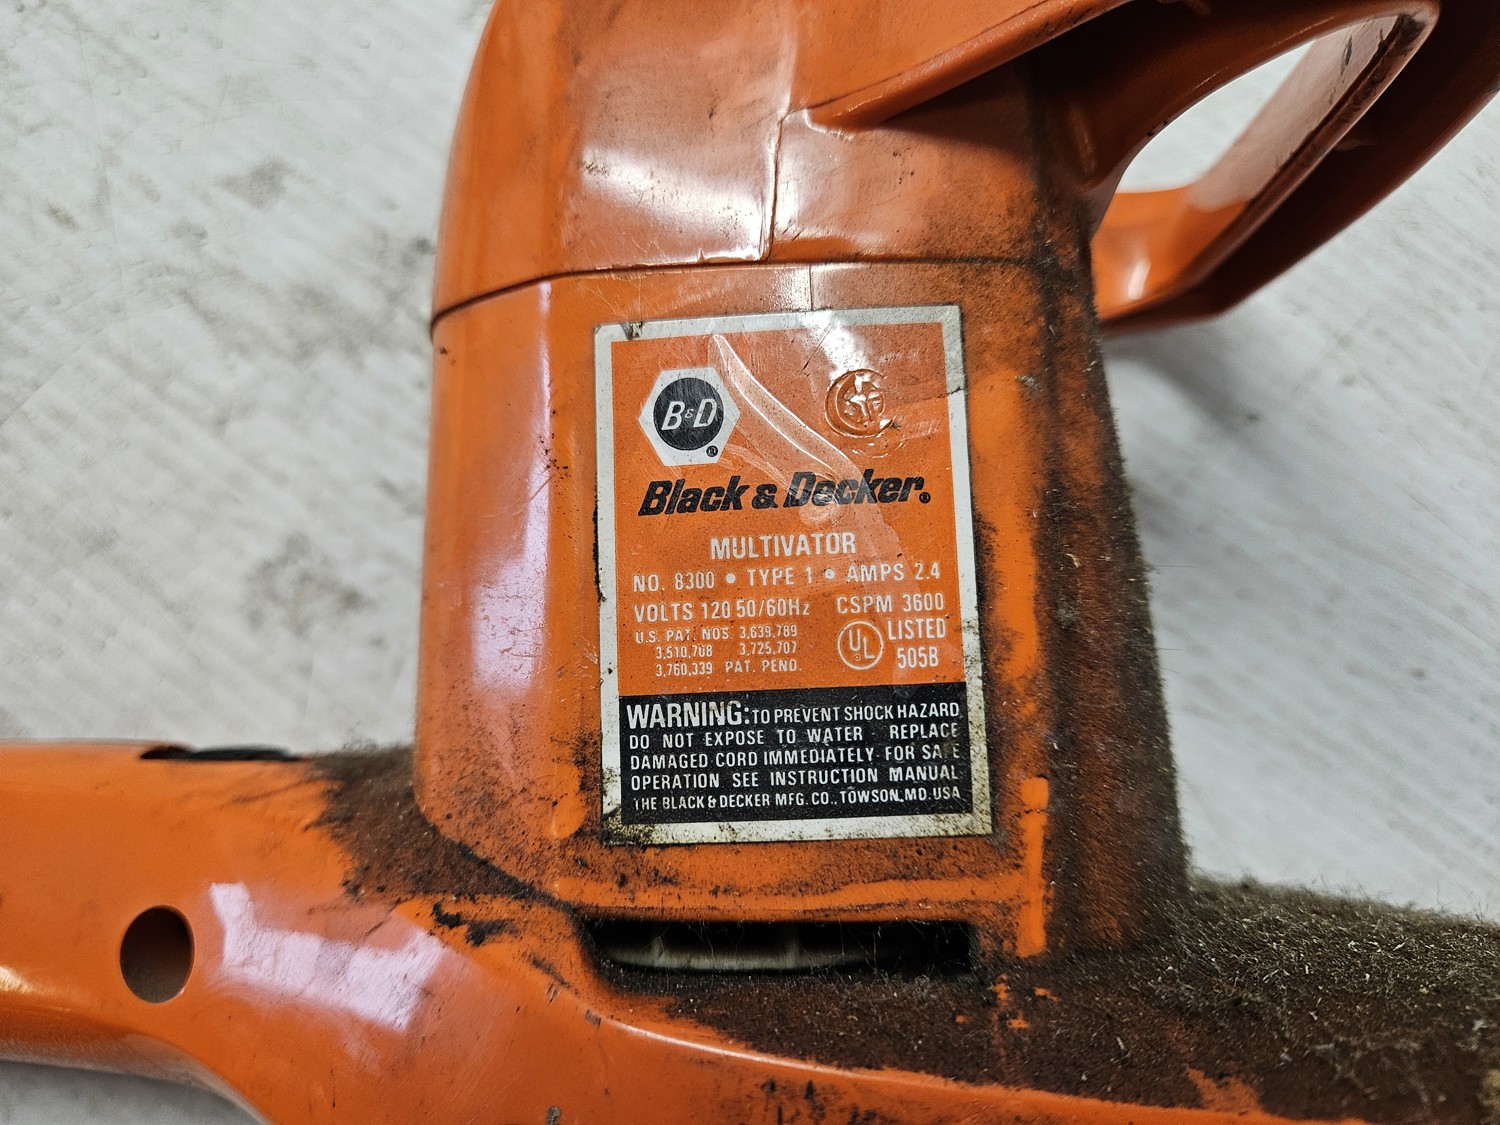 B&D
Black & Decker®
MULTIVATOR
NO. 8300 • TYPE 1 • AMPS 2.4
VOLTS 120 50/60Hz CSPM 3600
U.S. PAT. NOS. 3,639,789
3,510,708 3,725,707
3,760,339 PAT. PEND.
UL
LISTED
505B
WARNING: TO PREVENT SHOCK HAZARD
DO NOT EXPOSE TO WATER REPLACE
DAMAGED CORD IMMEDIATELY. FOR SAFE
OPERATION SEE INSTRUCTION MANUAL
THE BLACK & DECKER MFG. CO., TOWSON, MD. USA